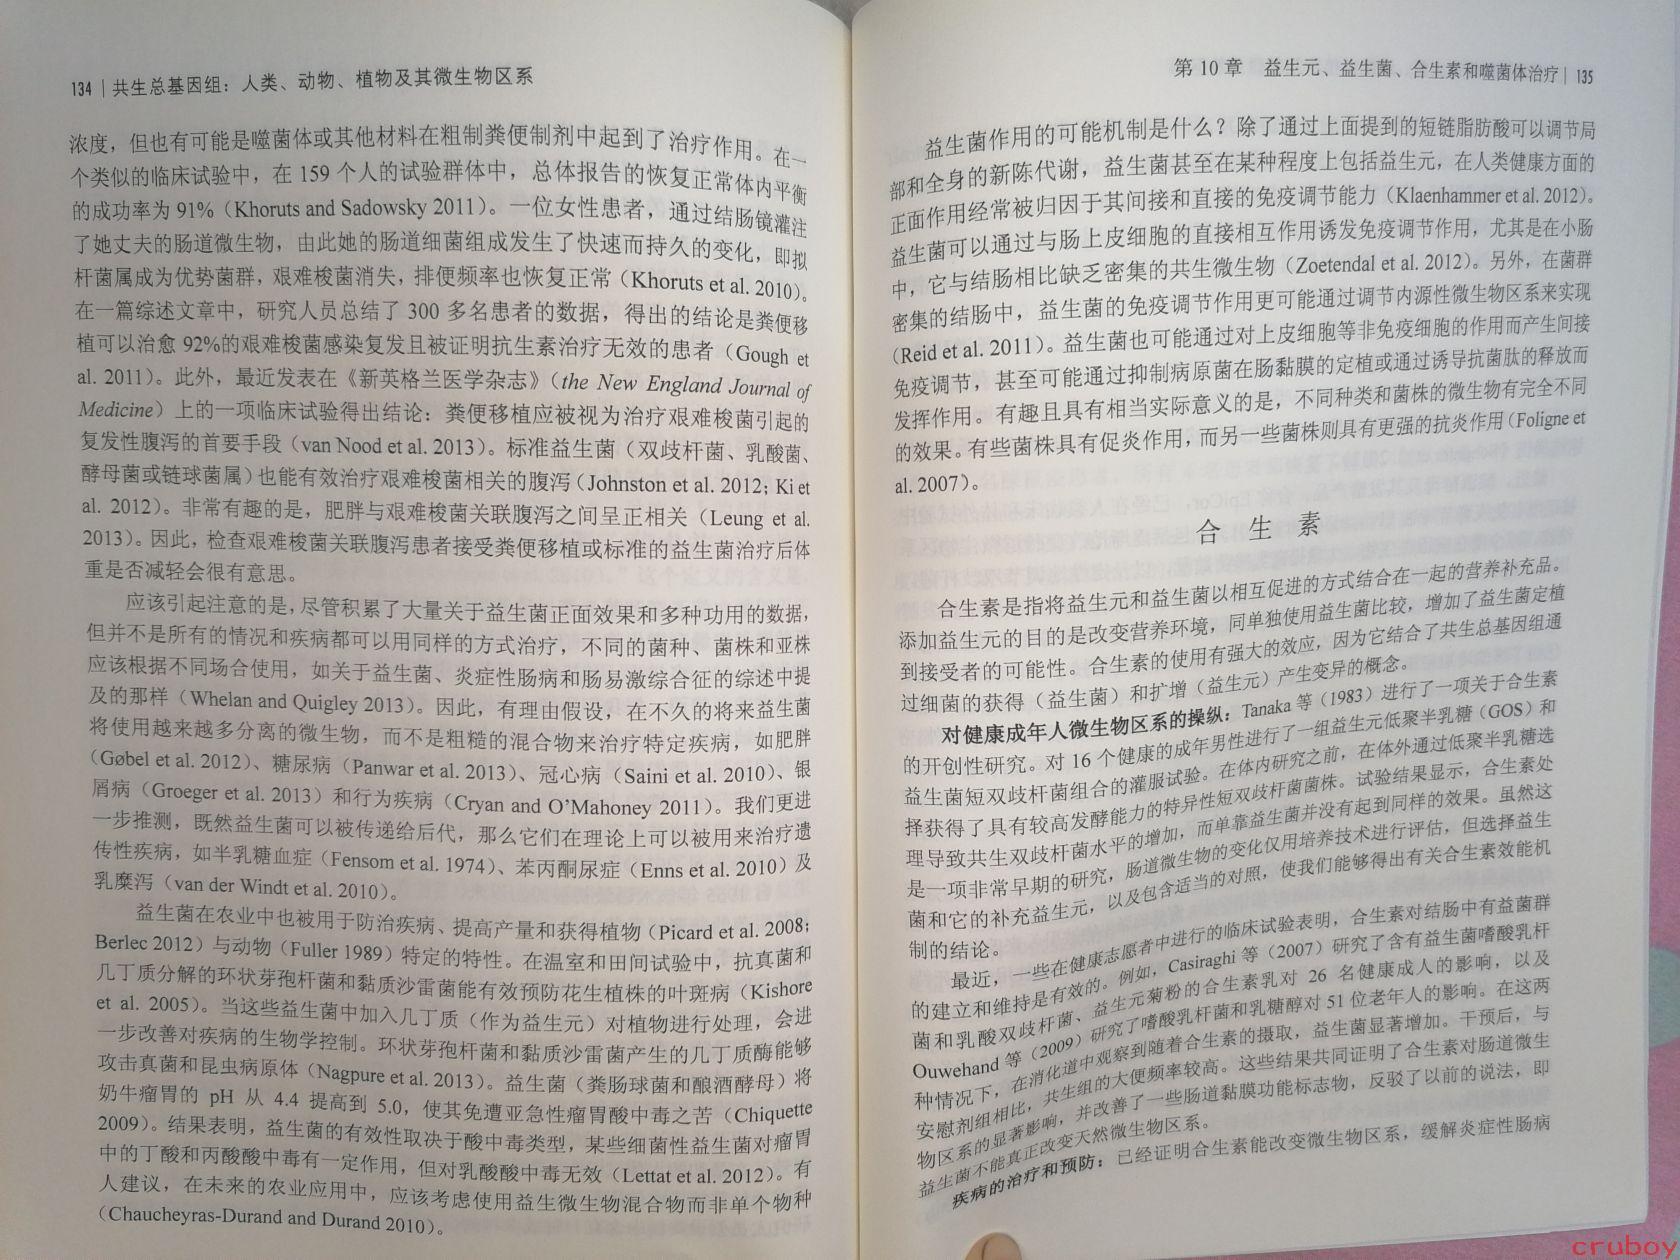 134 | 共生总基因组：人类、动物、植物及其微生物区系
浓度，但也有可能是噬菌体或其他材料在粗制粪便制剂中起到了治疗作用。在一
个类似的临床试验中，在 159 个人的试验群体中，总体报告的恢复正常体内平衡
的成功率为 91%（Khoruts and Sadowsky 2011）。一位女性患者，通过结肠镜灌注
了她丈夫的肠道微生物，由此她的肠道细菌组成发生了快速而持久的变化，即拟
杆菌属成为优势菌群，艰难梭菌消失，排便频率也恢复正常（Khoruts et al. 2010）。
在一篇综述文章中，研究人员总结了 300 多名患者的数据，得出的结论是粪便移
植可以治愈 92%的艰难梭菌感染复发且被证明抗生素治疗无效的患者（Gough et
al. 2011）。此外，最近发表在《新英格兰医学杂志》（the New England Journal of
Medicine）上的一项临床试验得出结论：粪便移植应被视为治疗艰难梭菌引起的
复发性腹泻的首要手段（van Nood et al. 2013）。标准益生菌（双歧杆菌、乳酸菌、
酵母菌或链球菌属）也能有效治疗艰难梭菌相关的腹泻（Johnston et al. 2012; Ki et
al. 2012）。非常有趣的是，肥胖与艰难梭菌关联腹泻之间呈正相关（Leung et al.
2013）。因此，检查艰难梭菌关联腹泻患者接受粪便移植或标准的益生菌治疗后体
重是否减轻会很有意思。
应该引起注意的是，尽管积累了大量关于益生菌正面效果和多种功用的数据，
但并不是所有的情况和疾病都可以用同样的方式治疗，不同的菌种、菌株和亚株
应该根据不同场合使用，如关于益生菌、炎症性肠病和肠易激综合征的综述中提
及的那样（Whelan and Quigley 2013）。因此，有理由假设，在不久的将来益生菌
将使用越来越多分离的微生物，而不是粗糙的混合物来治疗特定疾病，如肥胖
（Gøbel et al. 2012）、糖尿病（Panwar et al. 2013）、冠心病（Saini et al. 2010）、银
屑病（Groeger et al. 2013）和行为疾病（Cryan and O’Mahoney 2011）。我们更进
一步推测，既然益生菌可以被传递给后代，那么它们在理论上可以被用来治疗遗
传性疾病，如半乳糖血症（Fensom et al. 1974）、苯丙酮尿症（Enns et al. 2010）及
乳糜泻（van der Windt et al. 2010）。
益生菌在农业中也被用于防治疾病、提高产量和获得植物（Picard et al. 2008;
Berlec 2012）与动物（Fuller 1989）特定的特性。在温室和田间试验中，抗真菌和
几丁质分解的环状芽孢杆菌和黏质沙雷菌能有效预防花生植株的叶斑病（Kishore
et al. 2005）。当这些益生菌中加入几丁质（作为益生元）对植物进行处理，会进
一步改善对疾病的生物学控制。环状芽孢杆菌和黏质沙雷菌产生的几丁质酶能够
攻击真菌和昆虫病原体（Nagpure et al. 2013）。益生菌（粪肠球菌和酿酒酵母）将
奶牛瘤胃的 pH 从 4.4 提高到 5.0，使其免遭亚急性瘤胃酸中毒之苦（Chiquette
2009）。结果表明，益生菌的有效性取决于酸中毒类型，某些细菌性益生菌对瘤胃
中的丁酸和丙酸酸中毒有一定作用，但对乳酸酸中毒无效（Lettat et al. 2012）。有
人建议，在未来的农业应用中，应该考虑使用益生微生物混合物而非单个物种
（Chaucheyras-Durand and Durand 2010）。
第 10 章 益生元、益生菌、合生素和噬菌体治疗 | 135
益生菌作用的可能机制是什么？除了通过上面提到的短链脂肪酸可以调节局
部和全身的新陈代谢，益生菌甚至在某种程度上包括益生元，在人类健康方面的
正面作用经常被归因于其间接和直接的免疫调节能力（Klaenhammer et al. 2012）。
益生菌可以通过与肠上皮细胞的直接相互作用诱发免疫调节作用，尤其是在小肠
中，它与结肠相比缺乏密集的共生微生物（Zoetendal et al. 2012）。另外，在菌群
密集的结肠中，益生菌的免疫调节作用更可能通过调节内源性微生物区系来实现
（Reid et al. 2011）。益生菌也可能通过对上皮细胞等非免疫细胞的作用而产生间接
免疫调节，甚至可能通过抑制病原菌在肠黏膜的定植或通过诱导抗菌肽的释放而
发挥作用。有趣且具有相当实际意义的是，不同种类和菌株的微生物有完全不同
的效果。有些菌株具有促炎作用，而另一些菌株则具有更强的抗炎作用（Foligne et
al. 2007）。
合 生 素
合生素是指将益生元和益生菌以相互促进的方式结合在一起的营养补充品。
添加益生元的目的是改变营养环境，同单独使用益生菌比较，增加了益生菌定植
到接受者的可能性。合生素的使用有强大的效应，因为它结合了共生总基因组通
过细菌的获得（益生菌）和扩增（益生元）产生变异的概念。
对健康成年人微生物区系的操纵：Tanaka 等（1983）进行了一项关于合生素
的开创性研究。对 16 个健康的成年男性进行了一组益生元低聚半乳糖（GOS）和
益生菌短双歧杆菌组合的灌服试验。在体内研究之前，在体外通过低聚半乳糖选
择获得了具有较高发酵能力的特异性短双歧杆菌菌株。试验结果显示，合生素处
理导致共生双歧杆菌水平的增加，而单靠益生菌并没有起到同样的效果。虽然这
是一项非常早期的研究，肠道微生物的变化仅用培养技术进行评估，但选择益生
菌和它的补充益生元，以及包含适当的对照，使我们能够得出有关合生素效能机
制的结论。
最近，一些在健康志愿者中进行的临床试验表明，合生素对结肠中有益菌群
的建立和维持是有效的。例如，Casiraghi 等（2007）研究了含有益生菌嗜酸乳杆
菌和乳酸双歧杆菌、益生元菊粉的合生素乳对 26 名健康成人的影响，以及
Ouwehand 等（2009）研究了嗜酸乳杆菌和乳糖醇对 51 位老年人的影响。在这两
种情况下，在消化道中观察到随着合生素的摄取，益生菌显著增加。干预后，与
安慰剂组相比，共生组的大便频率较高。这些结果共同证明了合生素对肠道微生
物区系的显著影响，并改善了一些肠道黏膜功能标志物，反驳了以前的说法，即
益生菌不能真正改变天然微生物区系。
疾病的治疗和预防：已经证明合生素能改变微生物区系，缓解炎症性肠病
cruboy